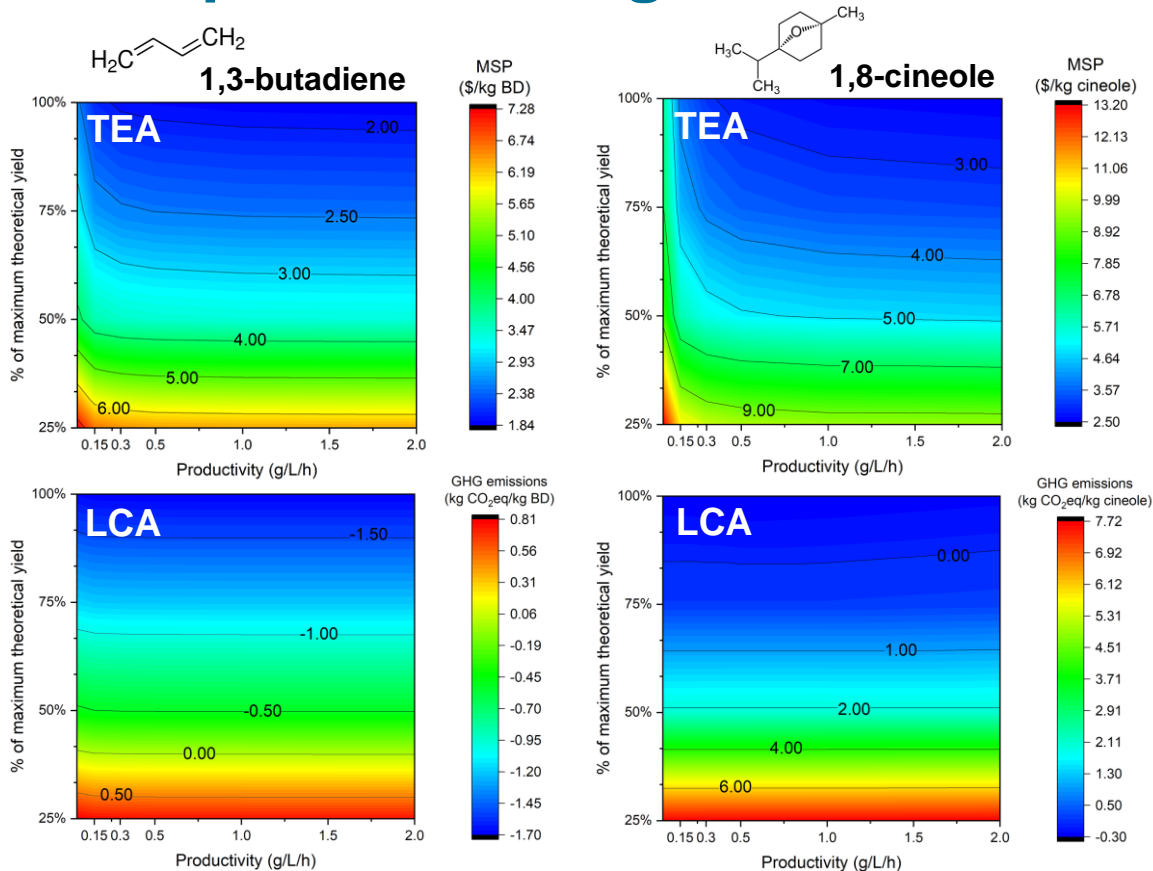 H₂C
CH₂
1,3-butadiene
MSP
($/kg BD)
100%
75%
50%
25%
% of maximum theoretical yield
TEA
2.00
2.50
3.00
4.00
5.00
6.00
0.15 0.3 0.5 1.0 1.5 2.0
Productivity (g/L/h)
7.28
6.74
6.19
5.65
5.10
4.56
4.00
3.47
2.93
2.38
1.84
CH₃
O
H₃C
CH₃
1,8-cineole
MSP
($/kg cineole)
100%
75%
50%
25%
% of maximum theoretical yield
TEA
3.00
4.00
5.00
7.00
9.00
0.15 0.3 0.5 1.0 1.5 2.0
Productivity (g/L/h)
13.20
12.13
11.06
9.99
8.92
7.85
6.78
5.71
4.64
3.57
2.50
GHG emissions
(kg CO₂eq/kg BD)
100%
75%
50%
25%
% of maximum theoretical yield
LCA
-1.50
-1.00
-0.50
0.00
0.50
0.15 0.3 0.5 1.0 1.5 2.0
Productivity (g/L/h)
0.81
0.56
0.31
0.06
-0.19
-0.45
-0.70
-0.95
-1.20
-1.45
-1.70
GHG emissions
(kg CO₂eq/kg cineole)
100%
75%
50%
25%
% of maximum theoretical yield
LCA
0.00
1.00
2.00
4.00
6.00
0.15 0.3 0.5 1.0 1.5 2.0
Productivity (g/L/h)
7.72
6.92
6.12
5.31
4.51
3.71
2.91
2.11
1.30
0.50
-0.30